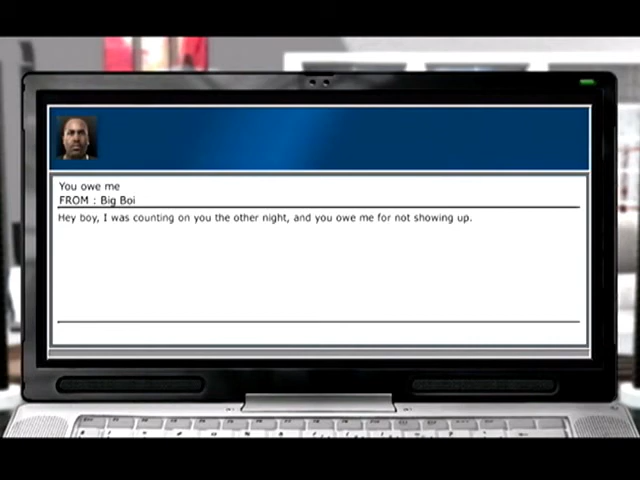 You owe me
FROM : Big Boi
Hey boy, I was counting on you the other night, and you owe me for not showing up.